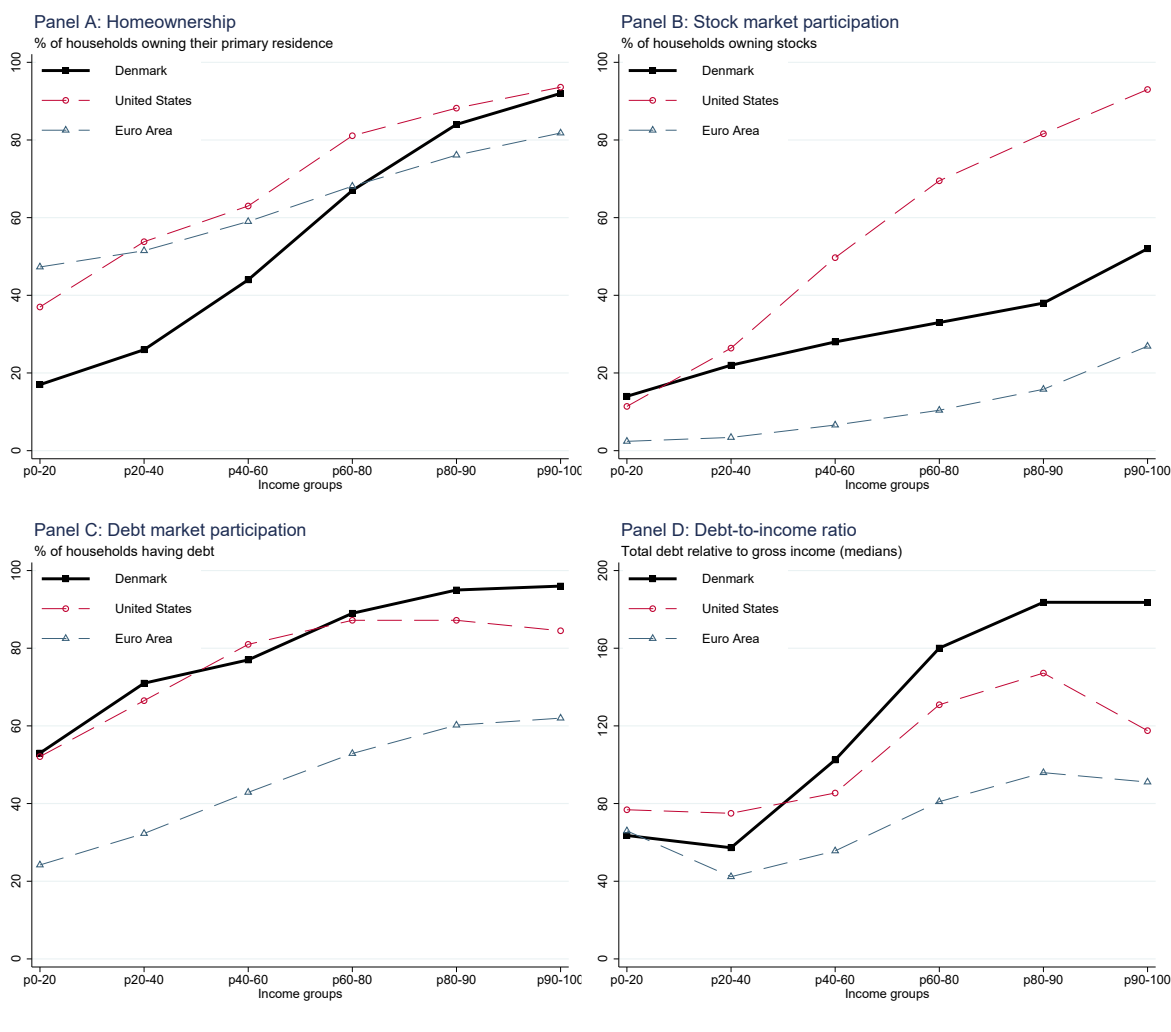 Panel A: Homeownership
% of households owning their primary residence
Denmark
United States
Euro Area
100
80
60
40
20
0
p0-20 p20-40 p40-60 p60-80 p80-90 p90-100
Income groups
Panel B: Stock market participation
% of households owning stocks
Denmark
United States
Euro Area
100
80
60
40
20
0
p0-20 p20-40 p40-60 p60-80 p80-90 p90-100
Income groups
Panel C: Debt market participation
% of households having debt
Denmark
United States
Euro Area
100
80
60
40
20
0
p0-20 p20-40 p40-60 p60-80 p80-90 p90-100
Income groups
Panel D: Debt-to-income ratio
Total debt relative to gross income (medians)
Denmark
United States
Euro Area
200
160
120
80
40
0
p0-20 p20-40 p40-60 p60-80 p80-90 p90-100
Income groups